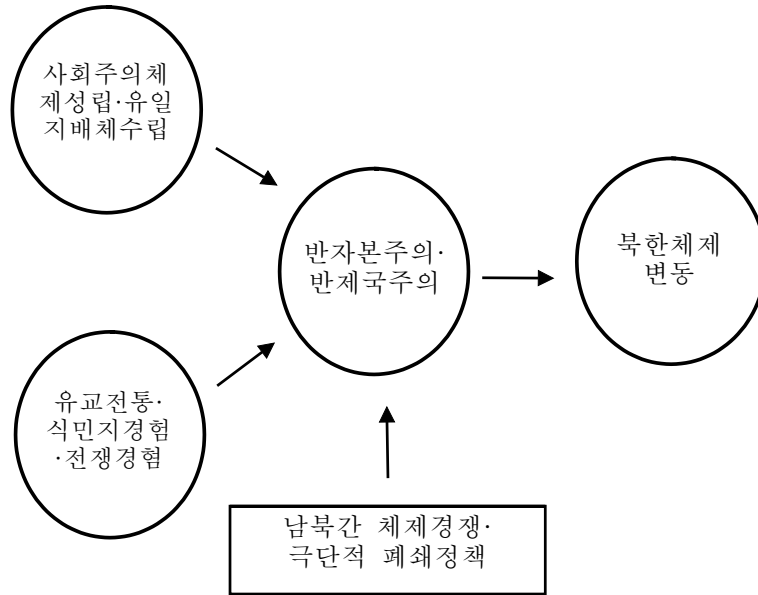 사회주의체
제성립·유일
지배체수립
반자본주의·
반제국주의
북한체제
변동
유교전통·
식민지경험
·전쟁경혐
남북간 체제경쟁·
극단적 폐쇄정책